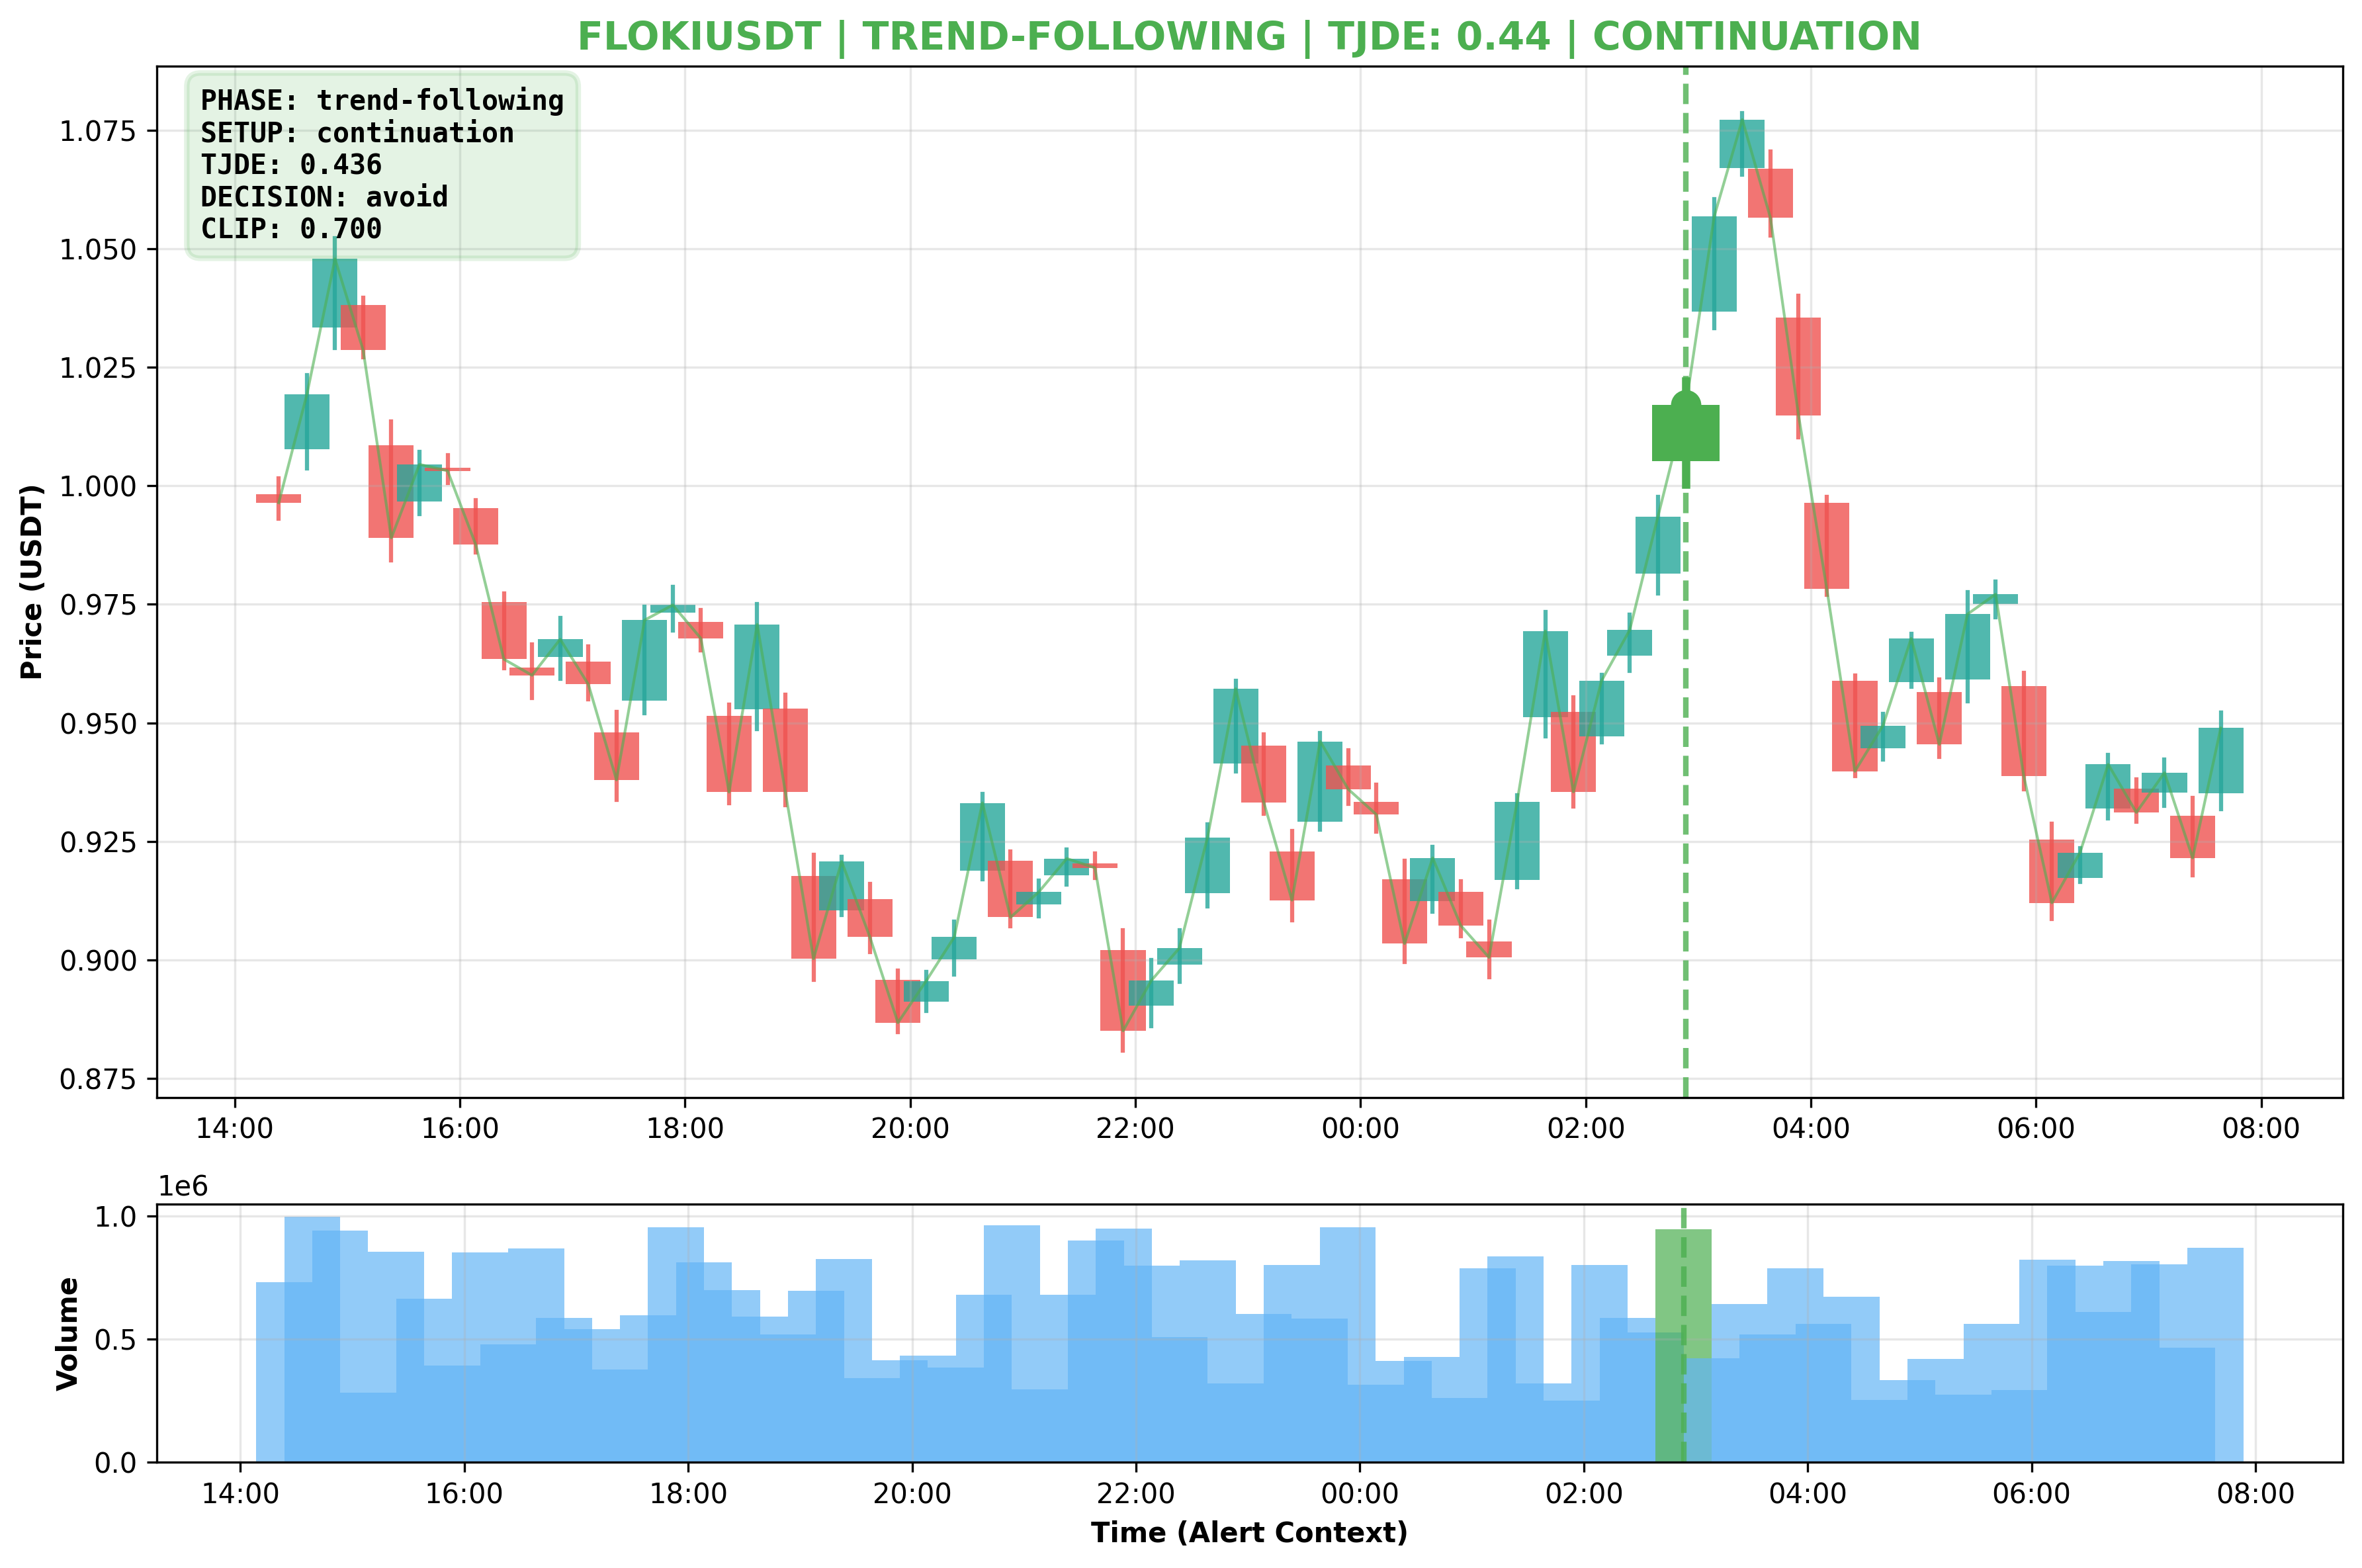 FLOKIUSDT | TREND-FOLLOWING | TJDE: 0.44 | CONTINUATION
PHASE: trend-following
SETUP: continuation
TJDE: 0.436
DECISION: avoid
CLIP: 0.700
Price (USDT)
1.075
1.050
1.025
1.000
0.975
0.950
0.925
0.900
0.875
14:00 16:00 18:00 20:00 22:00 00:00 02:00 04:00 06:00 08:00
1e6
Volume
1.0
0.5
0.0
14:00 16:00 18:00 20:00 22:00 00:00 02:00 04:00 06:00 08:00
Time (Alert Context)